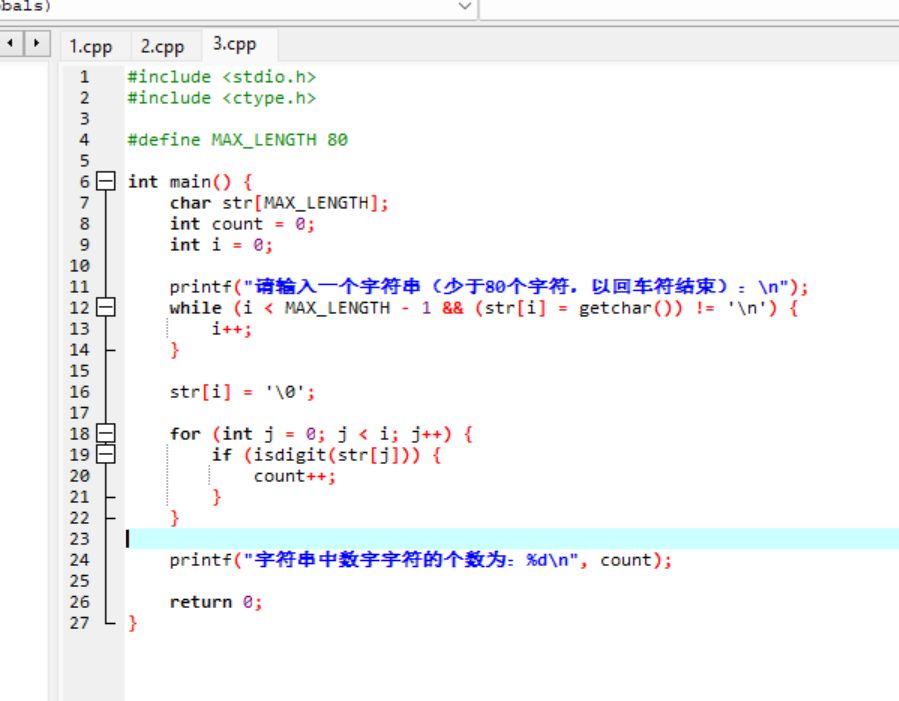 bals)
1.cpp 2.cpp 3.cpp
1 #include <stdio.h>
2 #include <ctype.h>
3
4 #define MAX_LENGTH 80
5
6 int main() {
7 char str[MAX_LENGTH];
8 int count = 0;
9 int i = 0;
10
11 printf("请输入一个字符串（少于80个字符，以回车符结束）：\n");
12 while (i < MAX_LENGTH - 1 && (str[i] = getchar()) != '\n') {
13 i++;
14 }
15
16 str[i] = '\0';
17
18 for (int j = 0; j < i; j++) {
19 if (isdigit(str[j])) {
20 count++;
21 }
22 }
23
24 printf("字符串中数字字符的个数为：%d\n", count);
25
26 return 0;
27 }